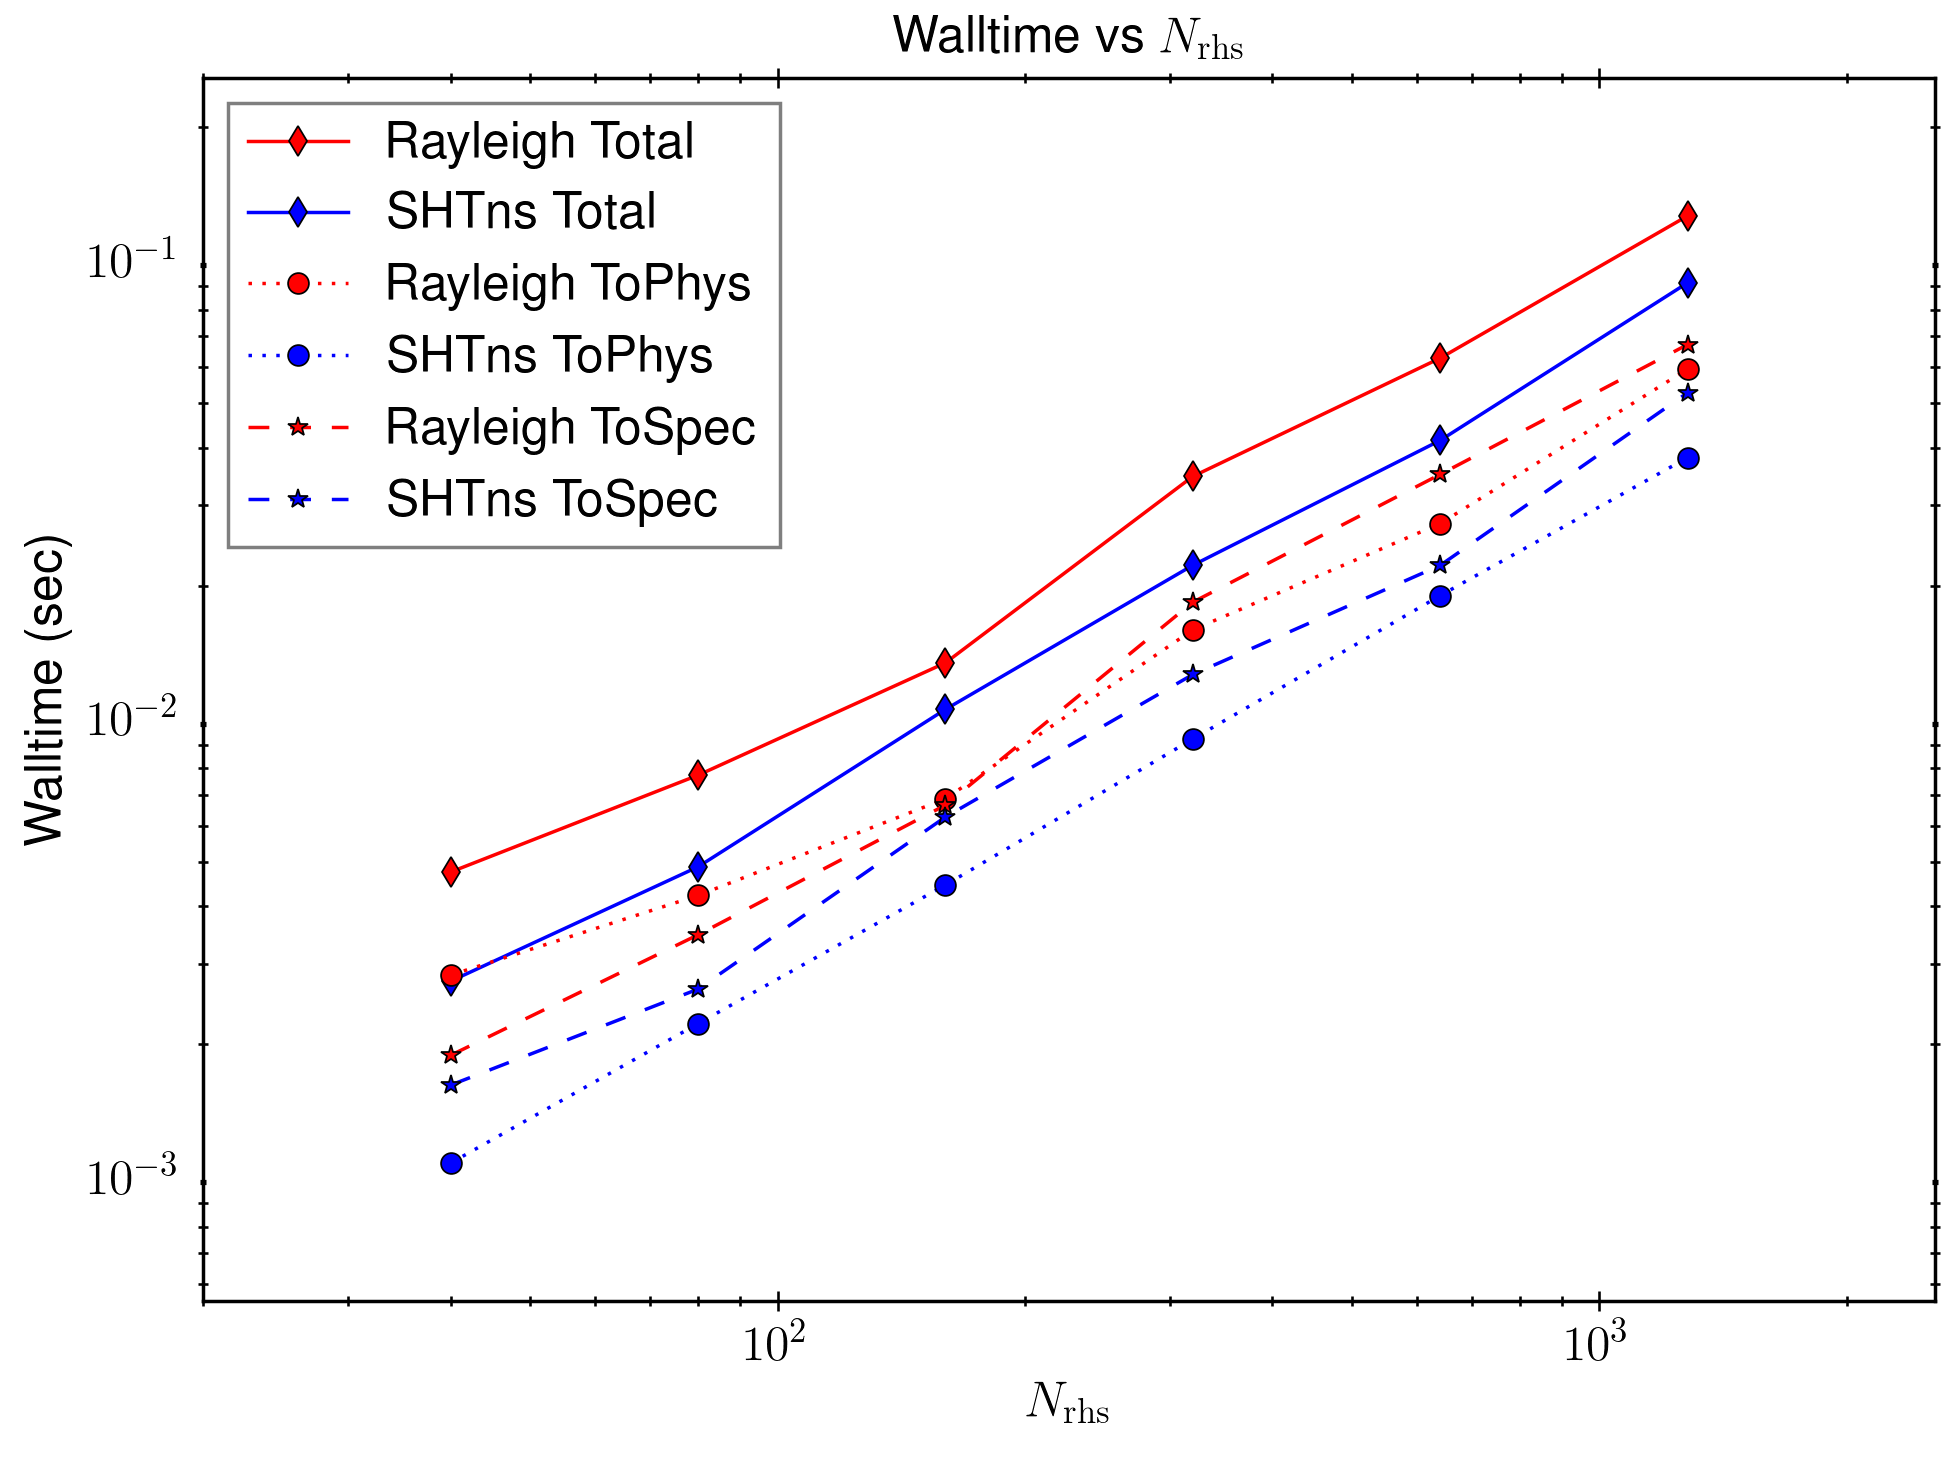 Walltime vs N_rhs
Rayleigh Total
SHTns Total
Rayleigh ToPhys
SHTns ToPhys
Rayleigh ToSpec
SHTns ToSpec
Walltime (sec)
10^−1
10^−2
10^−3
10^2
10^3
N_rhs